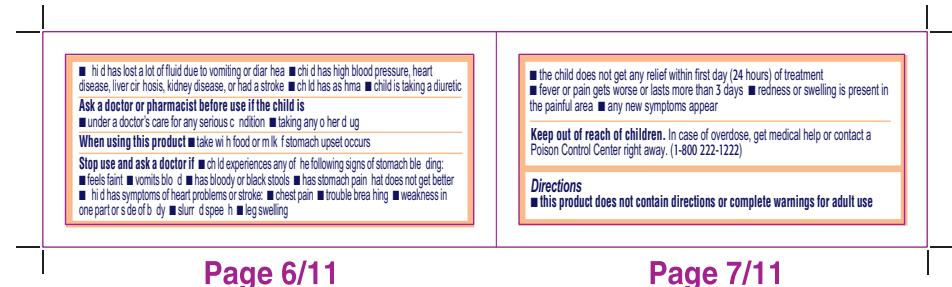 ■ hi d has lost a lot of fluid due to vomiting or diar hea ■ chi d has high blood pressure, heart
disease, liver cir hosis, kidney disease, or had a stroke ■ ch ld has as hma ■ child is taking a diuretic
Ask a doctor or pharmacist before use if the child is
■ under a doctor's care for any serious c ndition ■ taking any o her d ug
When using this product ■ take wi h food or m lk f stomach upset occurs
Stop use and ask a doctor if ■ ch ld experiences any of he following signs of stomach ble ding:
■ feels faint ■ vomits blo d ■ has bloody or black stools ■ has stomach pain hat does not get better
■ hi d has symptoms of heart problems or stroke: ■ chest pain ■ trouble brea hing ■ weakness in
one part or s de of b dy ■ slurr d spee h ■ leg swelling
Page 6/11
■ the child does not get any relief within first day (24 hours) of treatment
■ fever or pain gets worse or lasts more than 3 days ■ redness or swelling is present in
the painful area ■ any new symptoms appear
Keep out of reach of children. In case of overdose, get medical help or contact a
Poison Control Center right away. (1-800 222-1222)
Directions
■ this product does not contain directions or complete warnings for adult use
Page 7/11